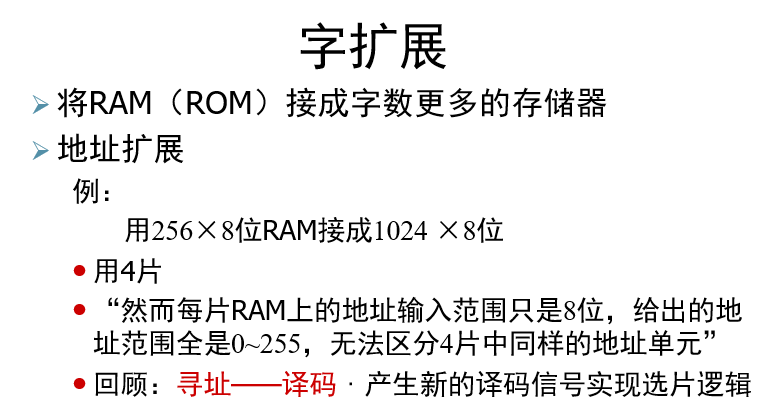 字扩展
将RAM（ROM）接成字数更多的存储器
地址扩展
例：
用256×8位RAM接成1024 ×8位
用4片
“然而每片RAM上的地址输入范围只是8位，给出的地
址范围全是0~255，无法区分4片中同样的地址单元”
回顾：寻址——译码 · 产生新的译码信号实现选片逻辑